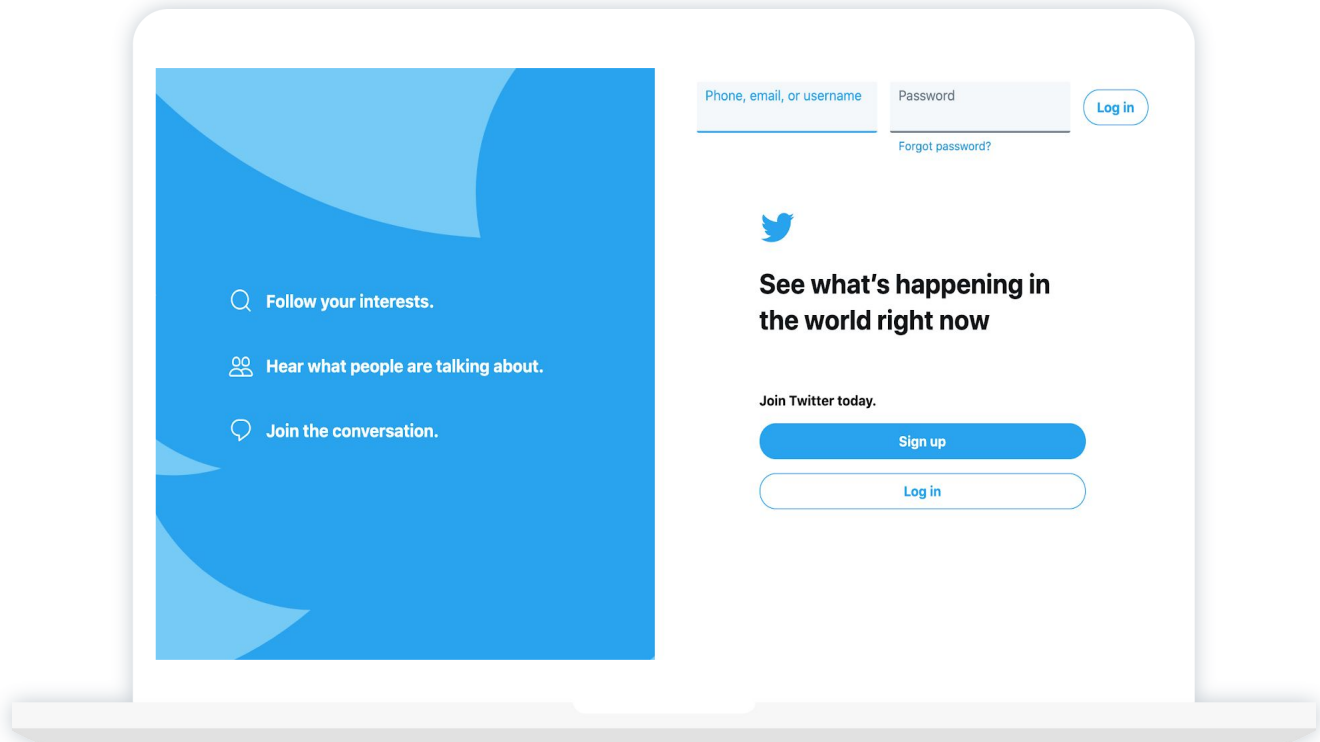 Phone, email, or username
Password
Log in
Forgot password?
Follow your interests.
Hear what people are talking about.
Join the conversation.
See what's happening in
the world right now
Join Twitter today.
Sign up
Log in